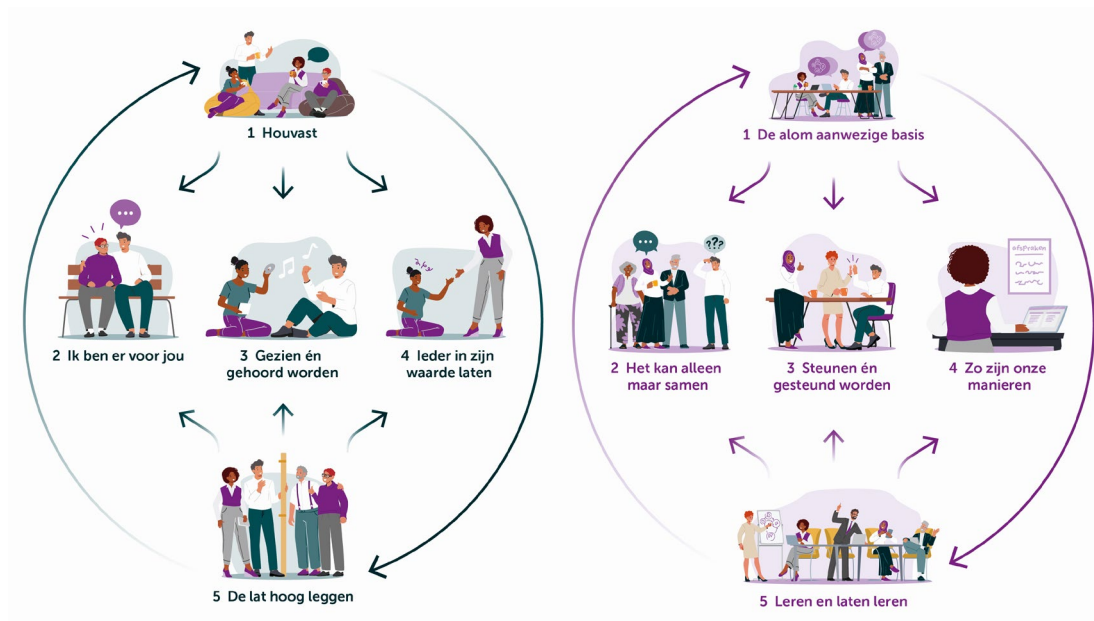 1 Houvast
2 Ik ben er voor jou
3 Gezien én
gehoord worden
4 Ieder in zijn
waarde laten
5 De lat hoog leggen
1 De alom aanwezige basis
???
afspraken
2 Het kan alleen
maar samen
3 Steunen én
gesteund worden
4 Zo zijn onze
manieren
5 Leren en laten leren